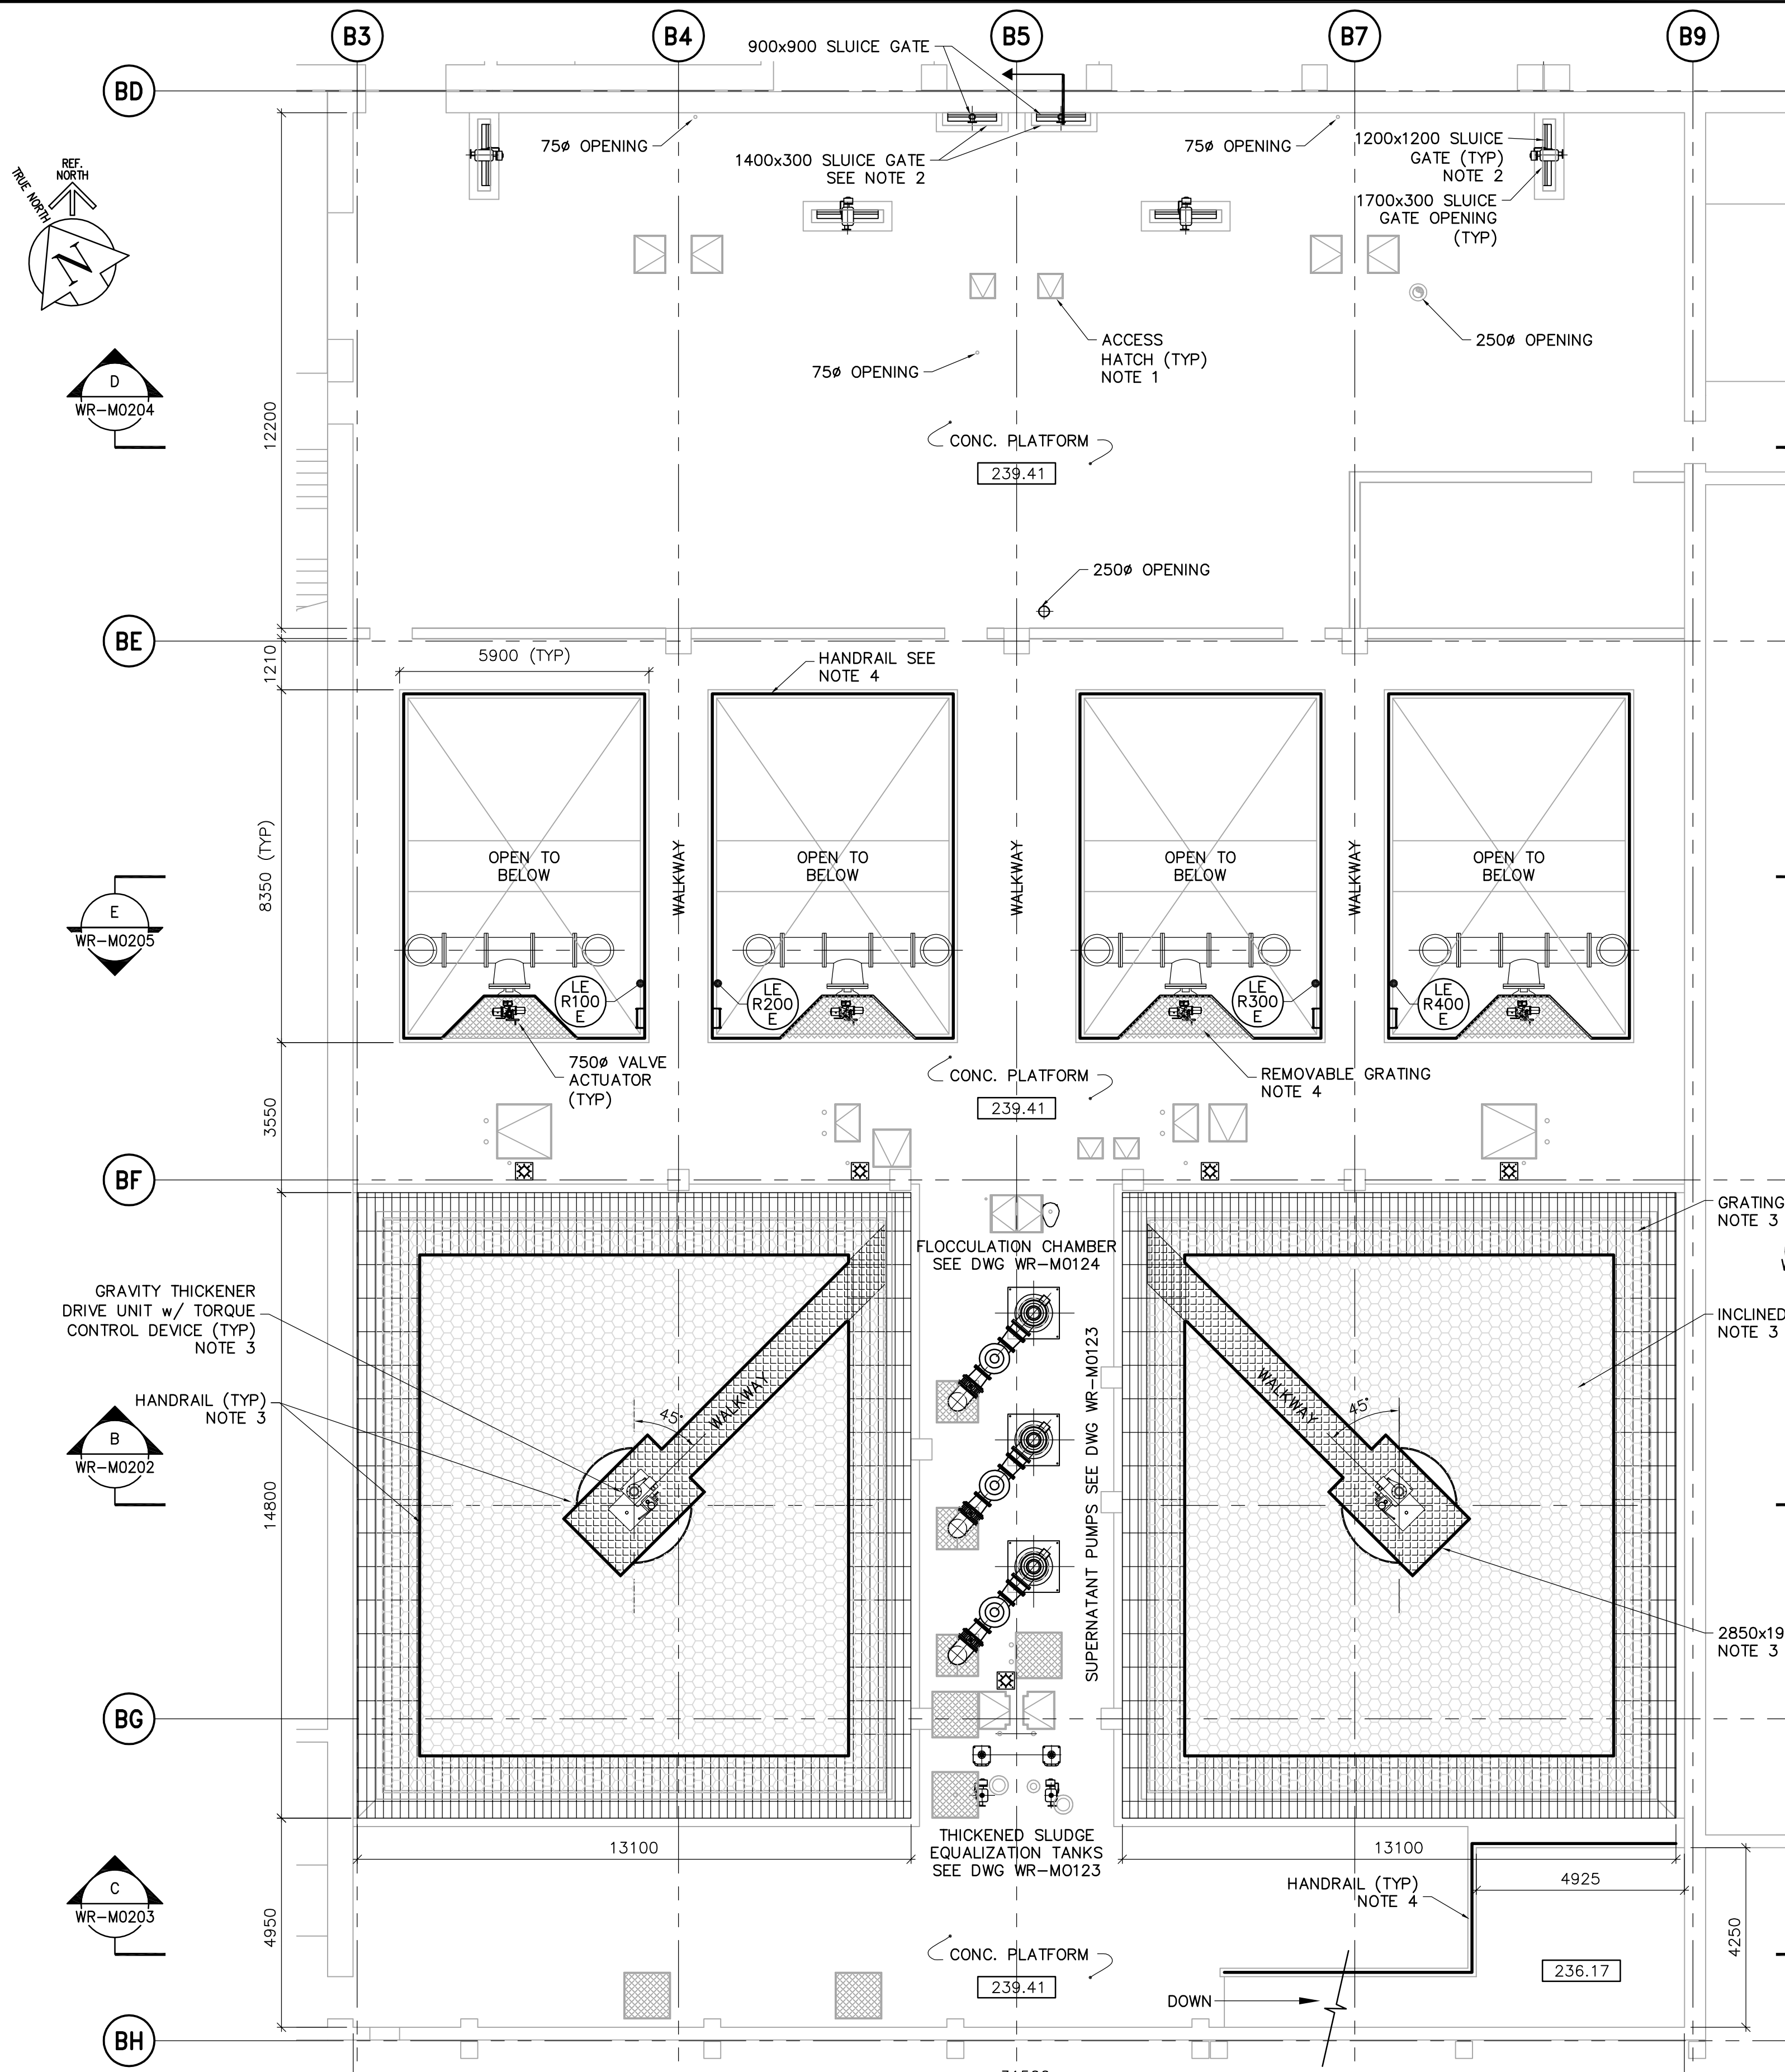 B3
B4
B5
B7
B9
BD
900x900 SLUICE GATE
75ø OPENING
1400x300 SLUICE GATE
SEE NOTE 2
75ø OPENING
1200x1200 SLUICE
GATE (TYP)
NOTE 2
1700x300 SLUICE
GATE OPENING
(TYP)
REF.
NORTH
TRUE NORTH
N
250ø OPENING
ACCESS
HATCH (TYP)
NOTE 1
75ø OPENING
D
WR-M0204
12200
CONC. PLATFORM
239.41
250ø OPENING
BE
1210
5900 (TYP)
HANDRAIL SEE
NOTE 4
8350 (TYP)
OPEN TO
BELOW
WALKWAY
OPEN TO
BELOW
WALKWAY
OPEN TO
BELOW
WALKWAY
OPEN TO
BELOW
E
WR-M0205
LE
R100
E
LE
R200
E
LE
R300
E
LE
R400
E
750ø VALVE
ACTUATOR
(TYP)
CONC. PLATFORM
239.41
REMOVABLE GRATING
NOTE 4
3550
BF
GRATING
NOTE 3
FLOCCULATION CHAMBER
SEE DWG WR-M0124
GRAVITY THICKENER
DRIVE UNIT w/ TORQUE
CONTROL DEVICE (TYP)
NOTE 3
INCLINED
NOTE 3
HANDRAIL (TYP)
NOTE 3
45°
WALKWAY
SUPERNATANT PUMPS SEE DWG WR-M0123
WALKWAY
45°
B
WR-M0202
14800
2850x19
NOTE 3
BG
13100
THICKENED SLUDGE
EQUALIZATION TANKS
SEE DWG WR-M0123
13100
HANDRAIL (TYP)
NOTE 4
4925
C
WR-M0203
4950
4250
CONC. PLATFORM
239.41
236.17
DOWN
BH